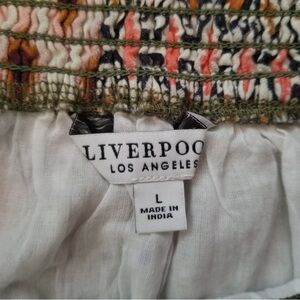 LIVERPOO
LOS ANGELES
L
MADE IN
INDIA